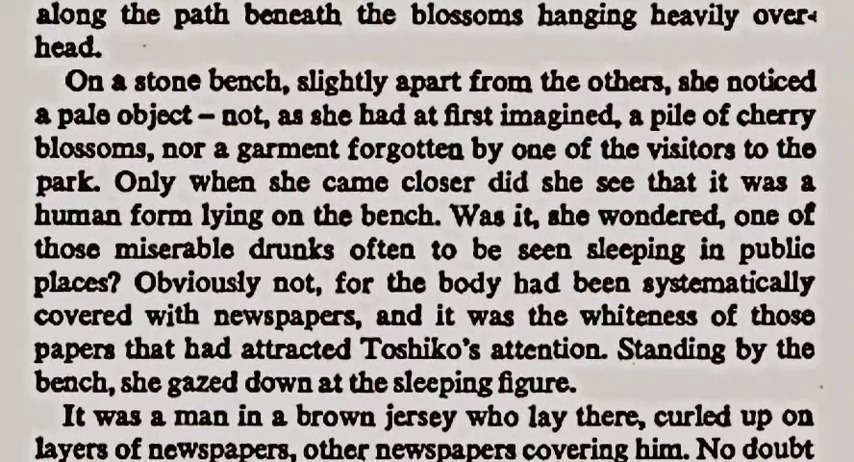 along the path beneath the blossoms hanging heavily over-
head.
On a stone bench, slightly apart from the others, she noticed
a pale object – not, as she had at first imagined, a pile of cherry
blossoms, nor a garment forgotten by one of the visitors to the
park. Only when she came closer did she see that it was a
human form lying on the bench. Was it, she wondered, one of
those miserable drunks often to be seen sleeping in public
places? Obviously not, for the body had been systematically
covered with newspapers, and it was the whiteness of those
papers that had attracted Toshiko's attention. Standing by the
bench, she gazed down at the sleeping figure.
It was a man in a brown jersey who lay there, curled up on
layers of newspapers, other newspapers covering him. No doubt